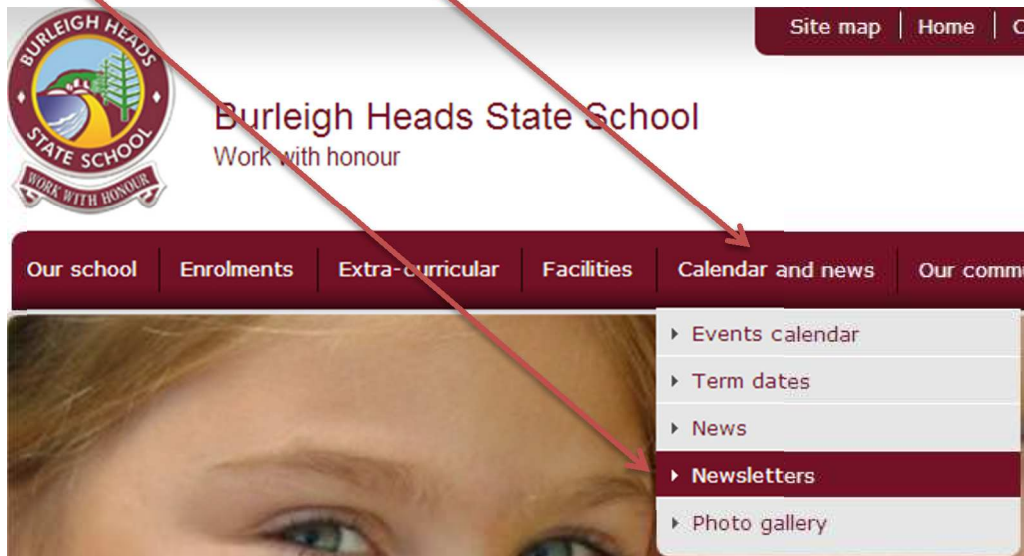 BURLEIGH HEADS
STATE SCHOOL
WORK WITH HONOUR
Site map Home
Burleigh Heads State School
Work with honour
Our school Enrolments Extra-curricular Facilities Calendar and news Our
Events calendar
Term dates
News
Newsletters
Photo gallery